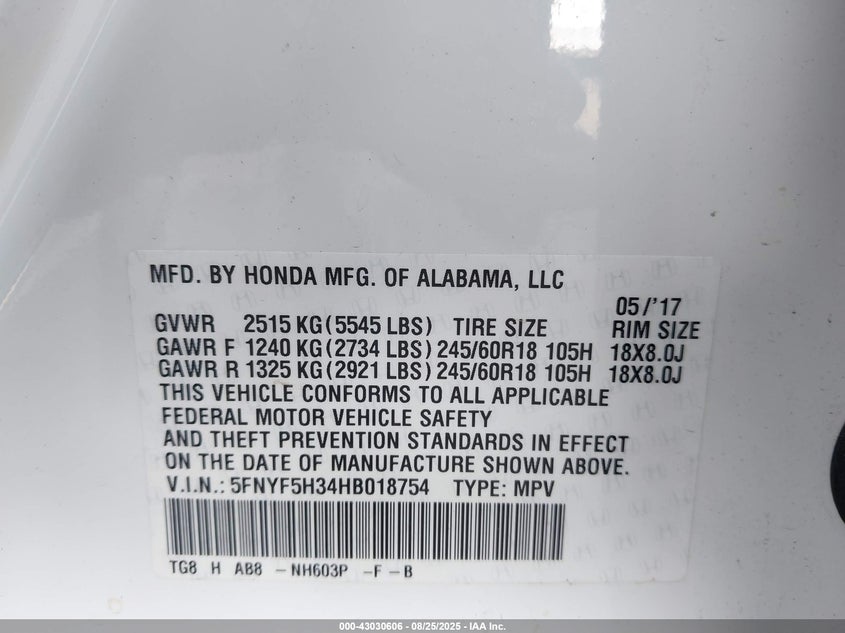 MFD. BY HONDA MFG. OF ALABAMA, LLC
05/'17
GVWR 2515 KG (5545 LBS) TIRE SIZE RIM SIZE
GAWR F 1240 KG (2734 LBS) 245/60R18 105H 18X8.0J
GAWR R 1325 KG (2921 LBS) 245/60R18 105H 18X8.0J
THIS VEHICLE CONFORMS TO ALL APPLICABLE
FEDERAL MOTOR VEHICLE SAFETY
AND THEFT PREVENTION STANDARDS IN EFFECT
ON THE DATE OF MANUFACTURE SHOWN ABOVE.
V.I.N.: 5FNYF5H34HB018754 TYPE: MPV
TG8 H AB8 - NH603P -F - B
000-43030606 - 08/25/2025 - IAA Inc.